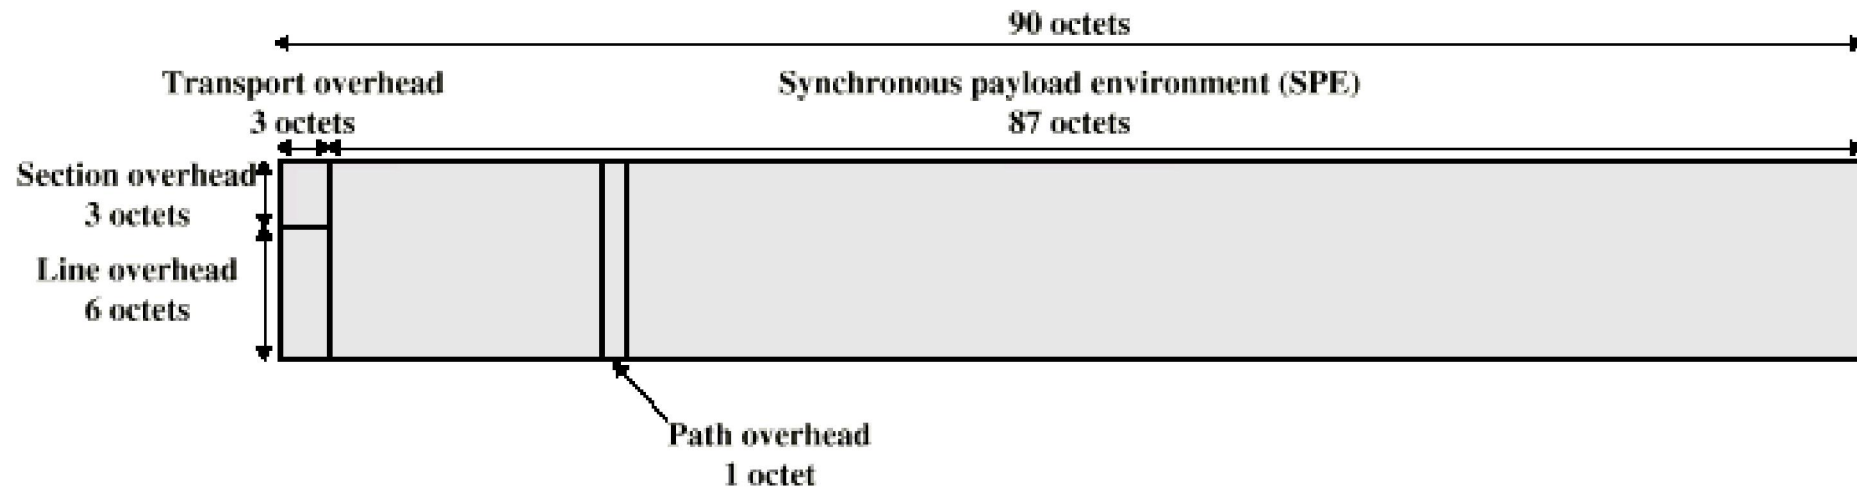 90 octets
Transport overhead
3 octets
Synchronous payload environment (SPE)
87 octets
Section overhead
3 octets
Line overhead
6 octets
Path overhead
1 octet